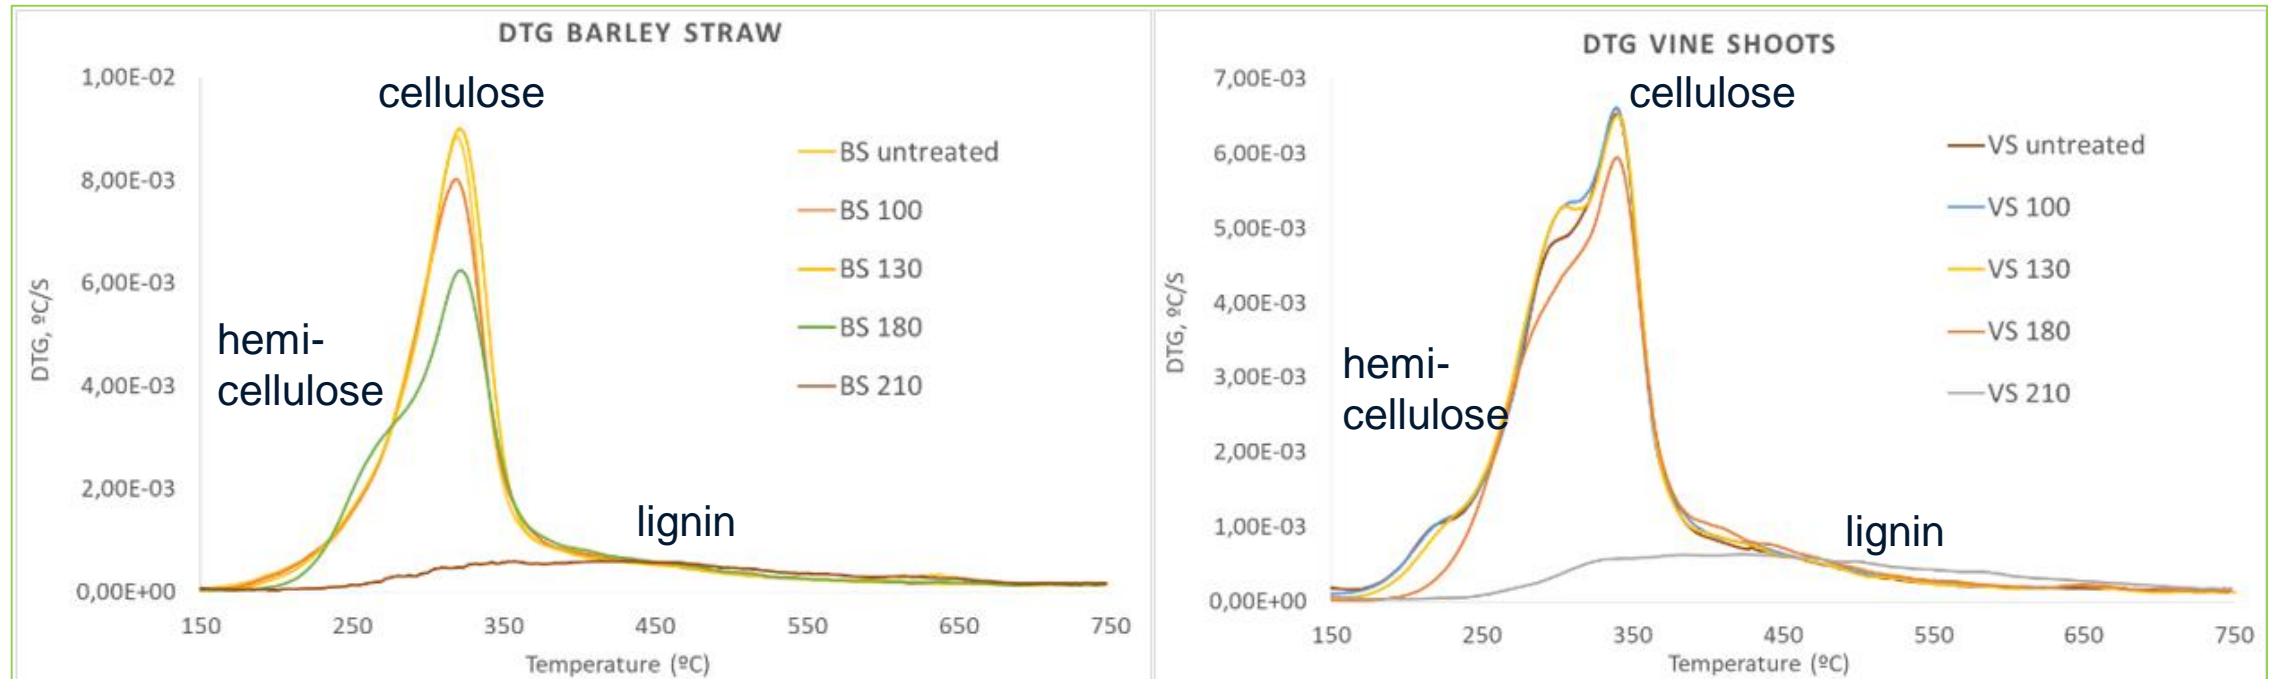 DTG BARLEY STRAW
1,00E-02
8,00E-03
6,00E-03
4,00E-03
2,00E-03
0,00E+00
DTG, ºC/S
150 250 350 450 550 650 750
Temperature (ºC)
cellulose
hemi-
cellulose
lignin
BS untreated
BS 100
BS 130
BS 180
BS 210
DTG VINE SHOOTS
7,00E-03
6,00E-03
5,00E-03
4,00E-03
3,00E-03
2,00E-03
1,00E-03
0,00E+00
DTG, ºC/S
150 250 350 450 550 650 750
Temperature (ºC)
cellulose
hemi-
cellulose
lignin
VS untreated
VS 100
VS 130
VS 180
VS 210